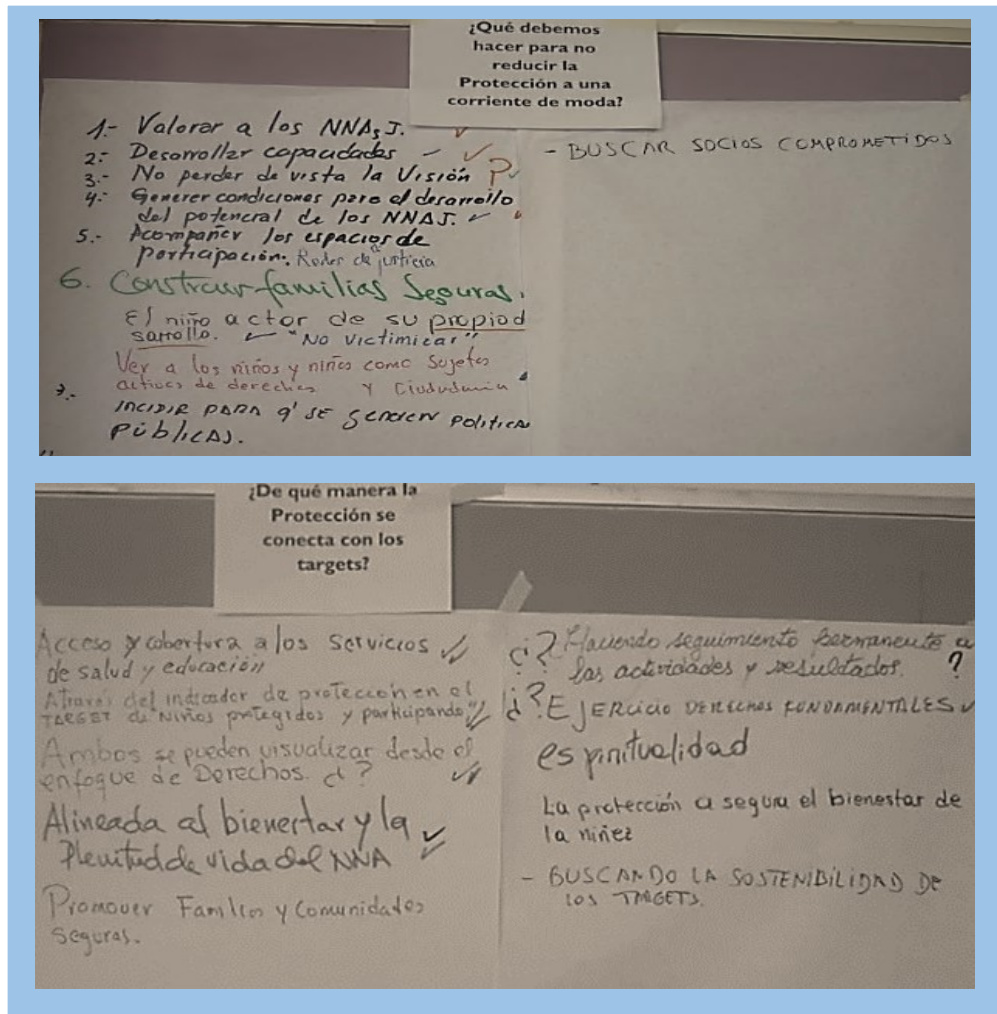 ¿Qué debemos
hacer para no
reducir la
Protección a una
corriente de moda?
1.- Valorar a los NNAsJ.
2.- Desarrollar capacidades
3.- No perder de vista la Visión
4.- Generer condiciones para el desarrollo
del potencial de los NNAJ.
5.- Acompañer los espacios de
participación. Redes de justicia
6. Construir familias Seguras.
El niño actor de su propiod
sarrollo. "No victimizar"
Ver a los niños y niñas como Sujetos
activos de derechos y Ciudadania
7.-
INCIDIR PARA q' SE GENEREN POLITICA
PÚBLICAS.
- BUSCAR SOCIOS COMPROMETIDOS
¿De qué manera la
Protección se
conecta con los
targets?
Acceso y cobertura a los servicios
de salud y educación
Através del indicador de protección en el
TARGET de "Niños protegidos y participando"
Ambos se pueden visualizar desde el
enfoque de Derechos. ¿?
Alineada al bienestar y la
Plenitud de vida del NNA
Promover Familias y Comunidades
seguras.
¿? Haciendo seguimiento permanente a
las actividades y resultados. ?
¿? EJERCICIO DERECHOS FUNDAMENTALES
espiritualidad
La protección asegura el bienestar de
la niñez
- BUSCANDO LA SOSTENIBILIDAD DE
LOS TARGETS.